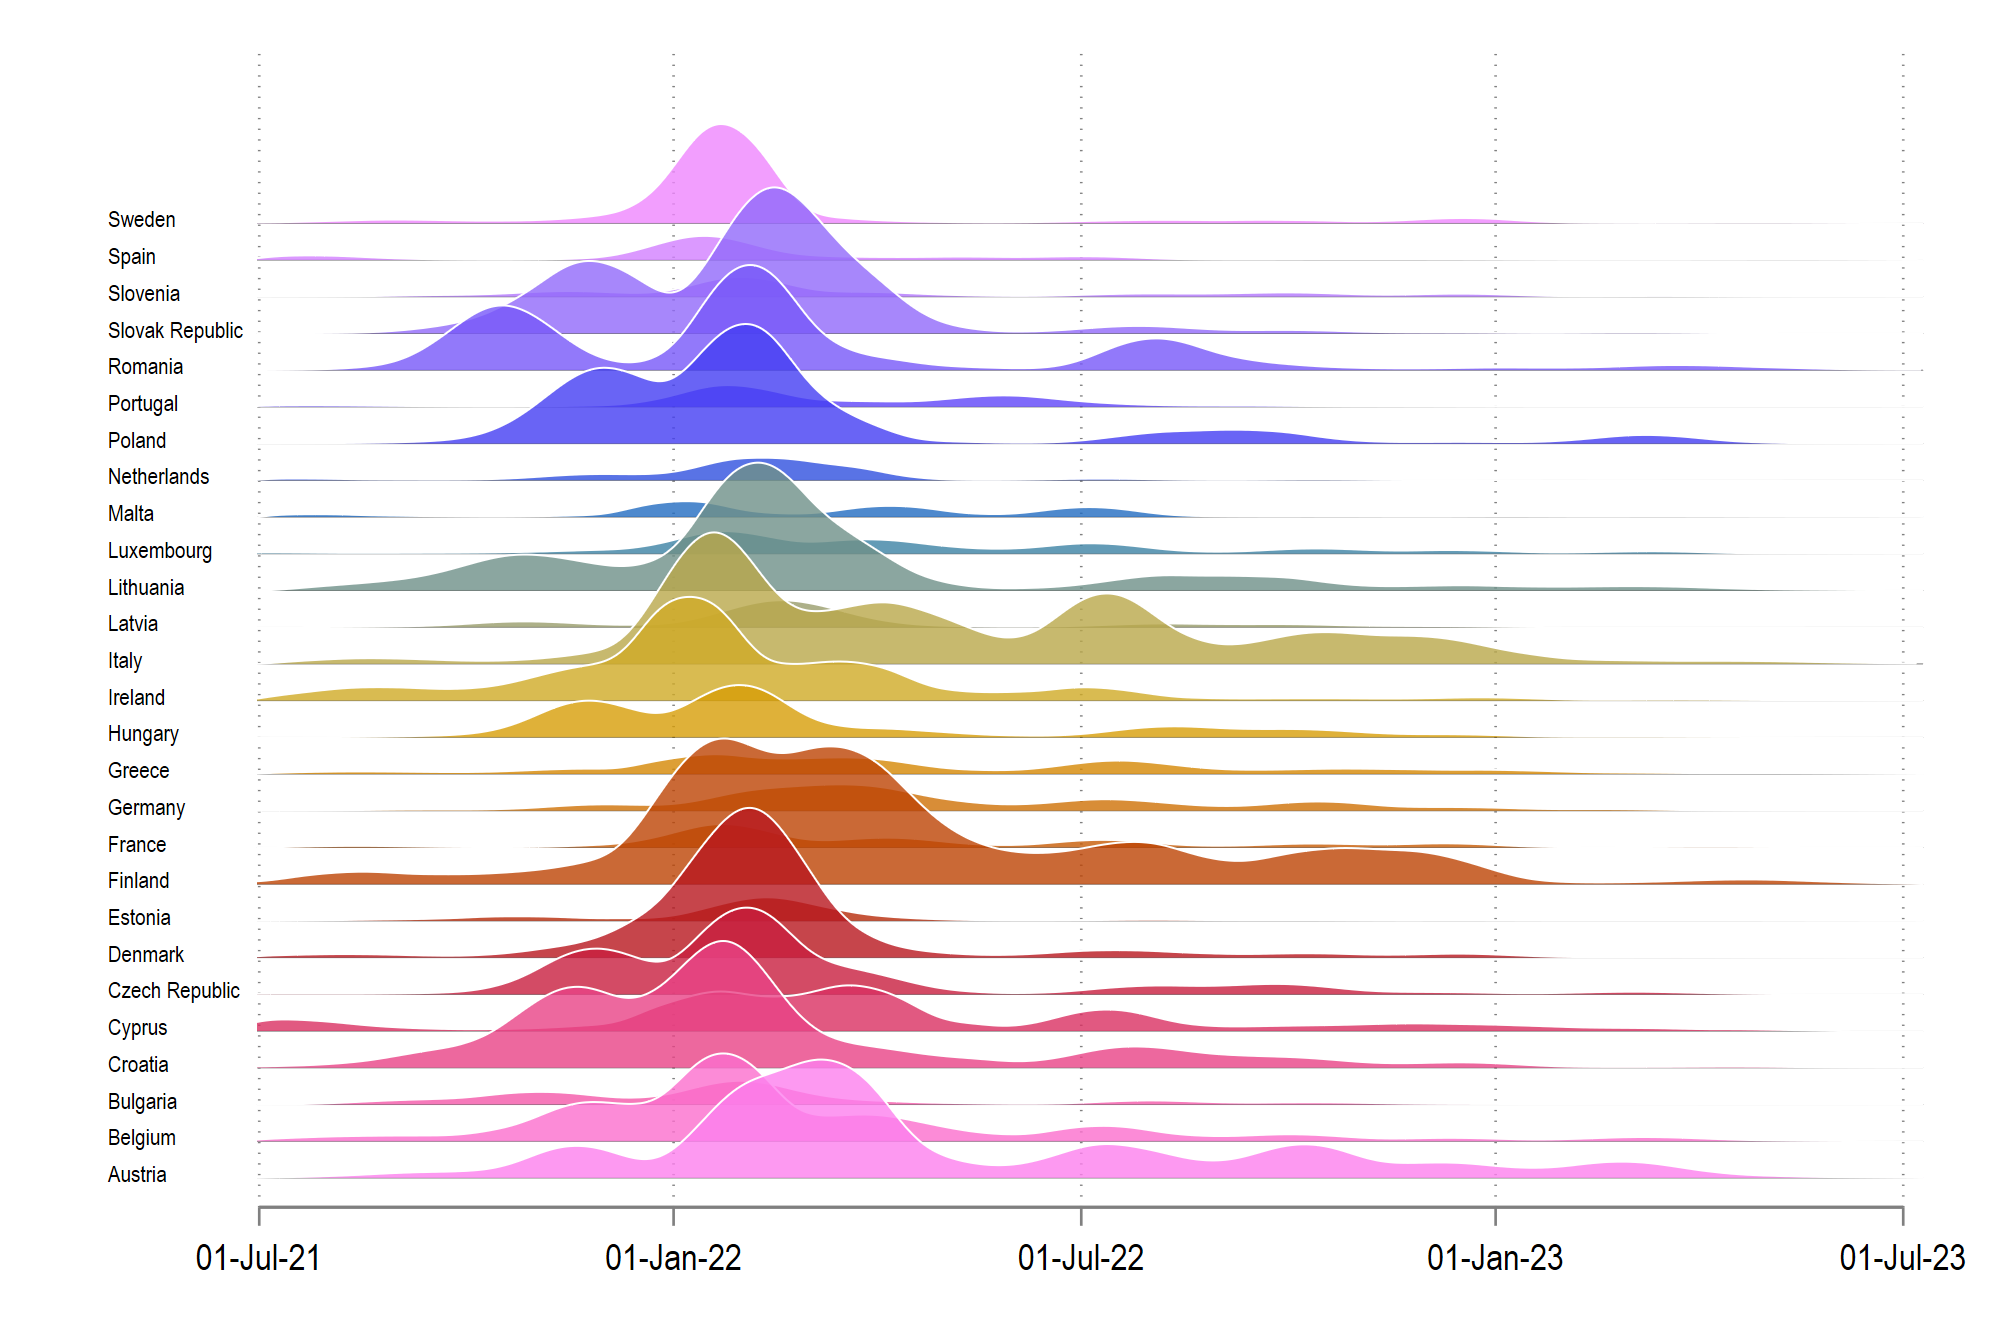 Sweden
Spain
Slovenia
Slovak Republic
Romania
Portugal
Poland
Netherlands
Malta
Luxembourg
Lithuania
Latvia
Italy
Ireland
Hungary
Greece
Germany
France
Finland
Estonia
Denmark
Czech Republic
Cyprus
Croatia
Bulgaria
Belgium
Austria
01-Jul-21 01-Jan-22 01-Jul-22 01-Jan-23 01-Jul-23